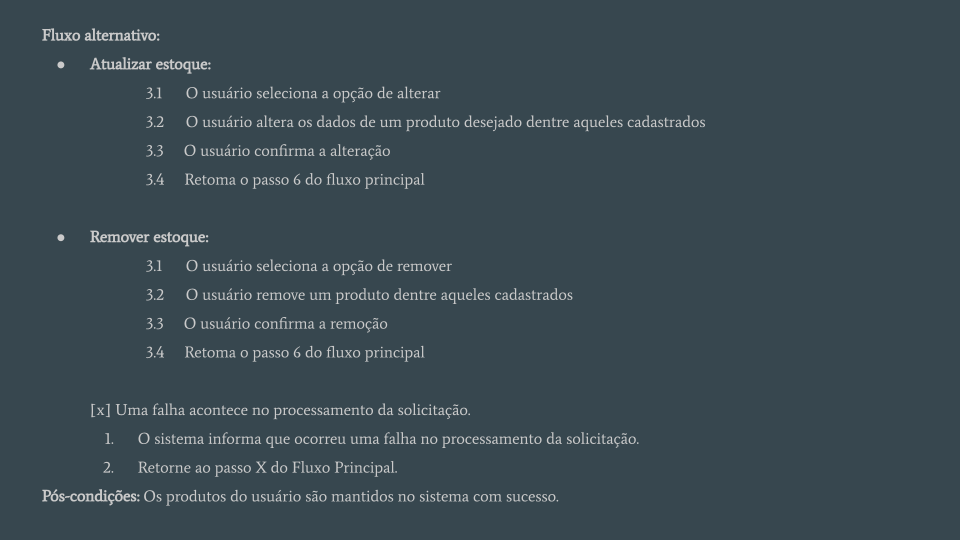 Fluxo alternativo:
● Atualizar estoque:
3.1 O usuário seleciona a opção de alterar
3.2 O usuário altera os dados de um produto desejado dentre aqueles cadastrados
3.3 O usuário confirma a alteração
3.4 Retoma o passo 6 do fluxo principal
● Remover estoque:
3.1 O usuário seleciona a opção de remover
3.2 O usuário remove um produto dentre aqueles cadastrados
3.3 O usuário confirma a remoção
3.4 Retoma o passo 6 do fluxo principal
[x] Uma falha acontece no processamento da solicitação.
1. O sistema informa que ocorreu uma falha no processamento da solicitação.
2. Retorne ao passo X do Fluxo Principal.
Pós-condições: Os produtos do usuário são mantidos no sistema com sucesso.